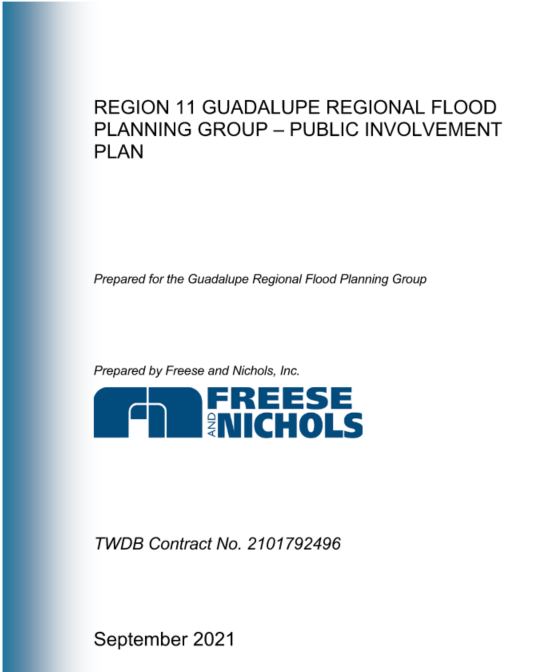 REGION 11 GUADALUPE REGIONAL FLOOD
PLANNING GROUP – PUBLIC INVOLVEMENT
PLAN
Prepared for the Guadalupe Regional Flood Planning Group
Prepared by Freese and Nichols, Inc.
FREESE
AND NICHOLS
TWDB Contract No. 2101792496
September 2021